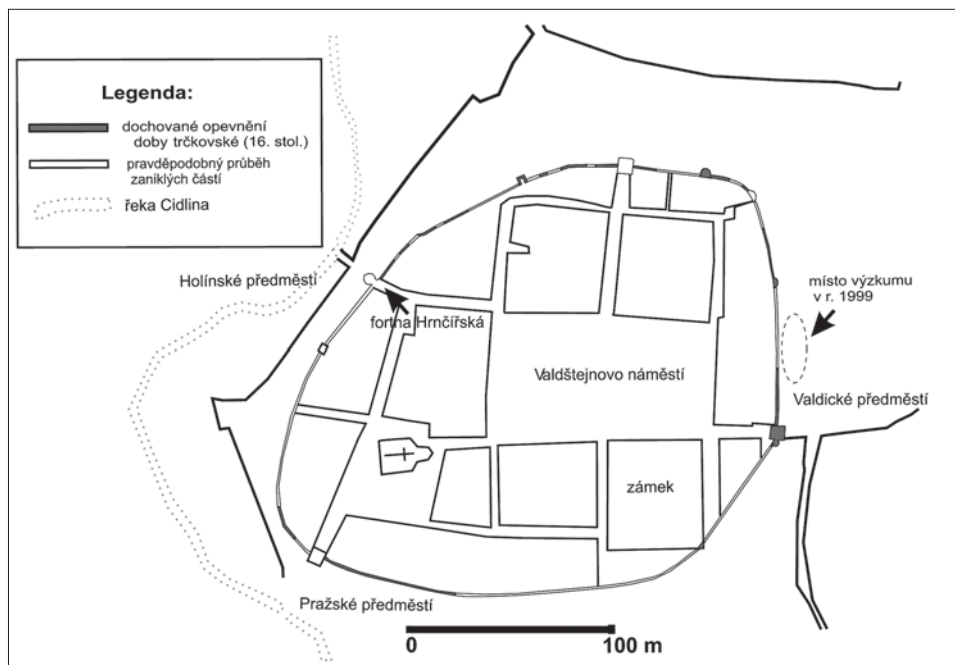 Legenda:
dochované opevnění
doby trčkovské (16. stol.)
pravděpodobný průběh
zaniklých částí
řeka Cidlina
Holínské předměstí
fortna Hrnčířská
místo výzkumu
v r. 1999
Valdštejnovo náměstí
Valdické předměstí
zámek
Pražské předměstí
0
100 m